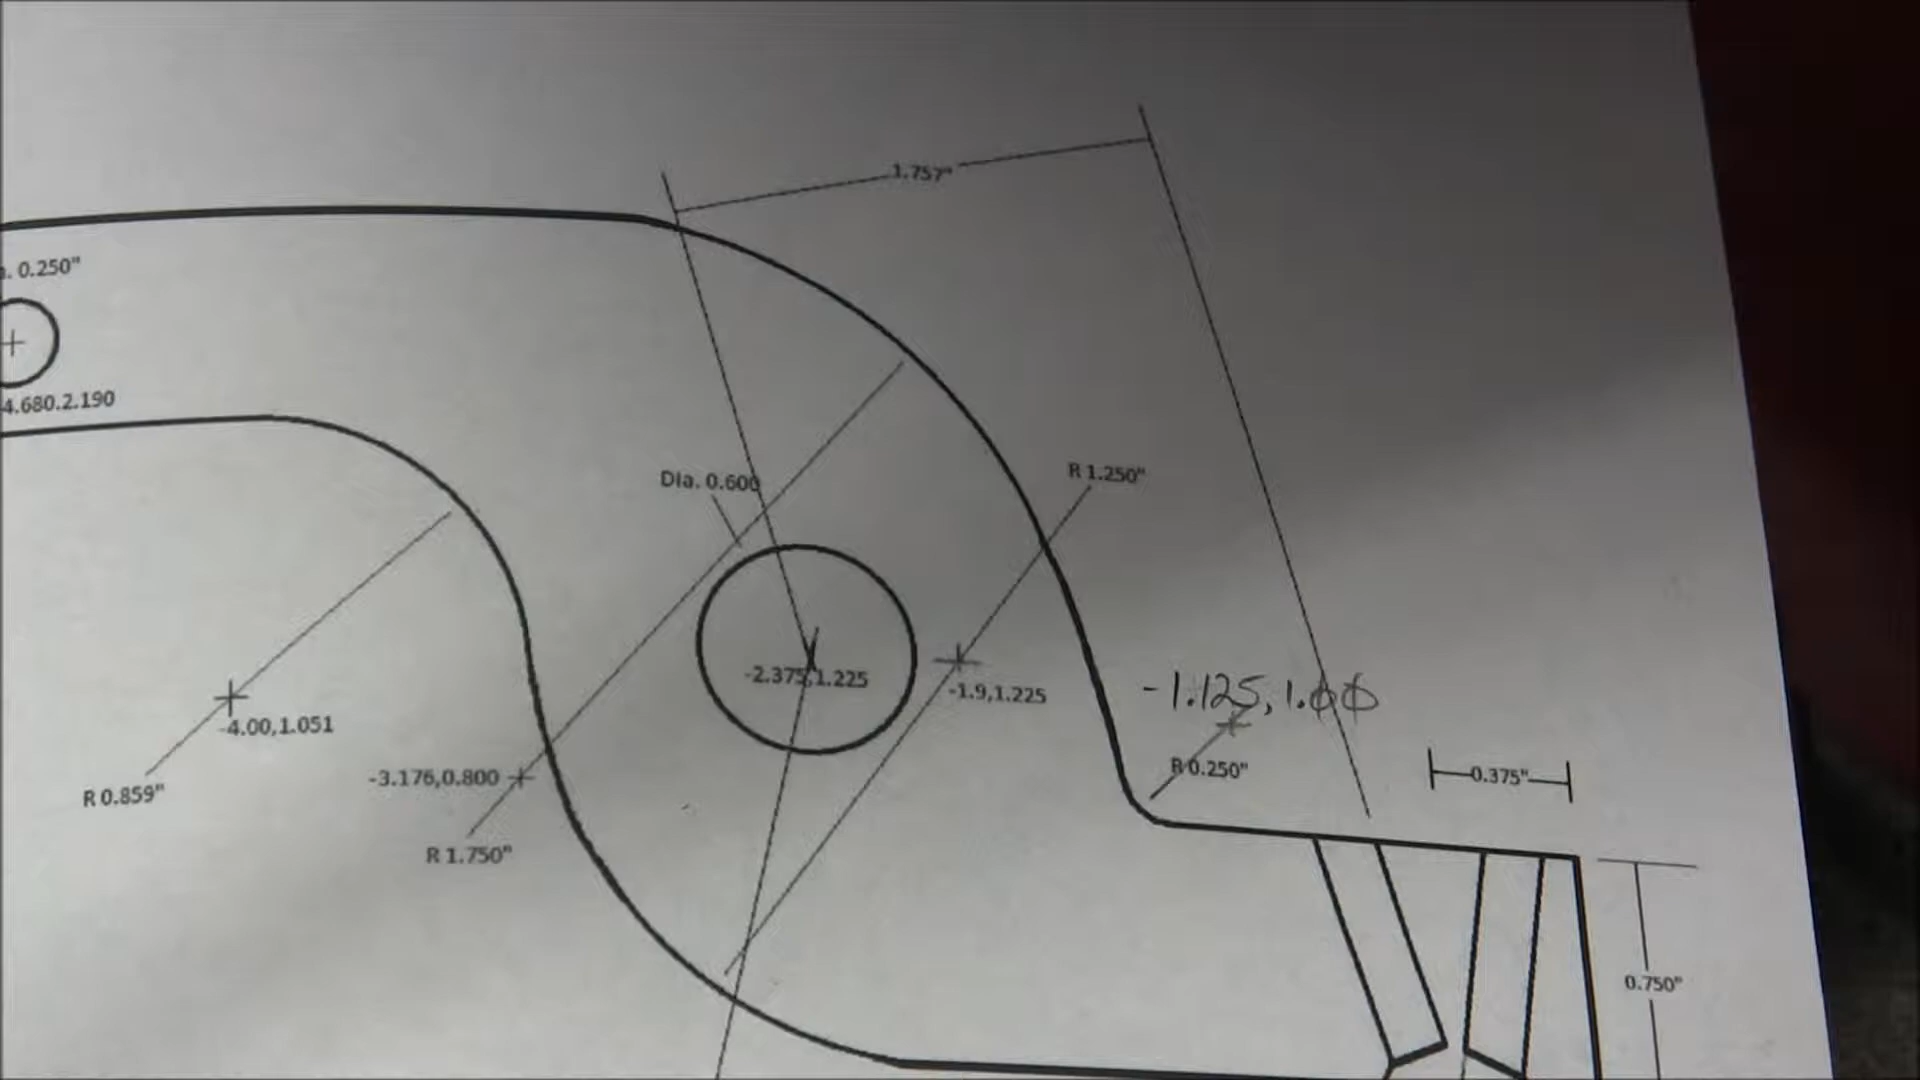 1.757"
0.250"
4.680.2.190
Dia. 0.600
R 1.250"
-2.375,1.225
-1.9,1.225
-1.125, 1.00
-4.00,1.051
R 0.859"
-3.176,0.800
R 1.750"
R 0.250"
0.375"
0.750"